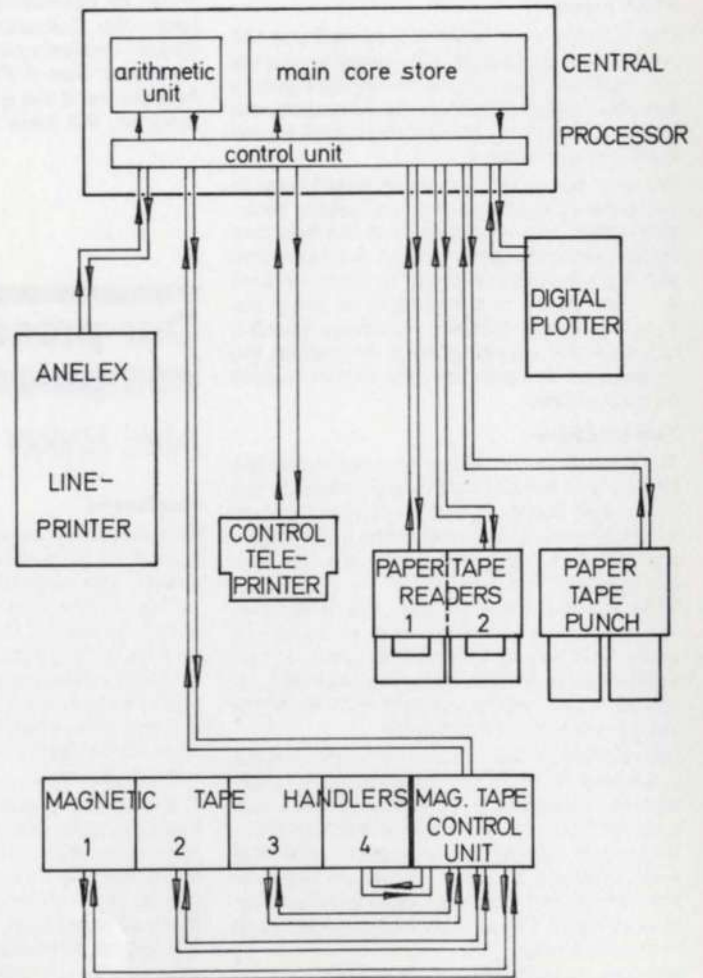 arithmetic
unit
main core store
control unit
CENTRAL
PROCESSOR
DIGITAL
PLOTTER
ANELEX
LINE-
PRINTER
CONTROL
TELE-
PRINTER
PAPER TAPE
READERS
1 2
PAPER
TAPE
PUNCH
MAGNETIC TAPE HANDLERS
1 2 3 4
MAG. TAPE
CONTROL
UNIT